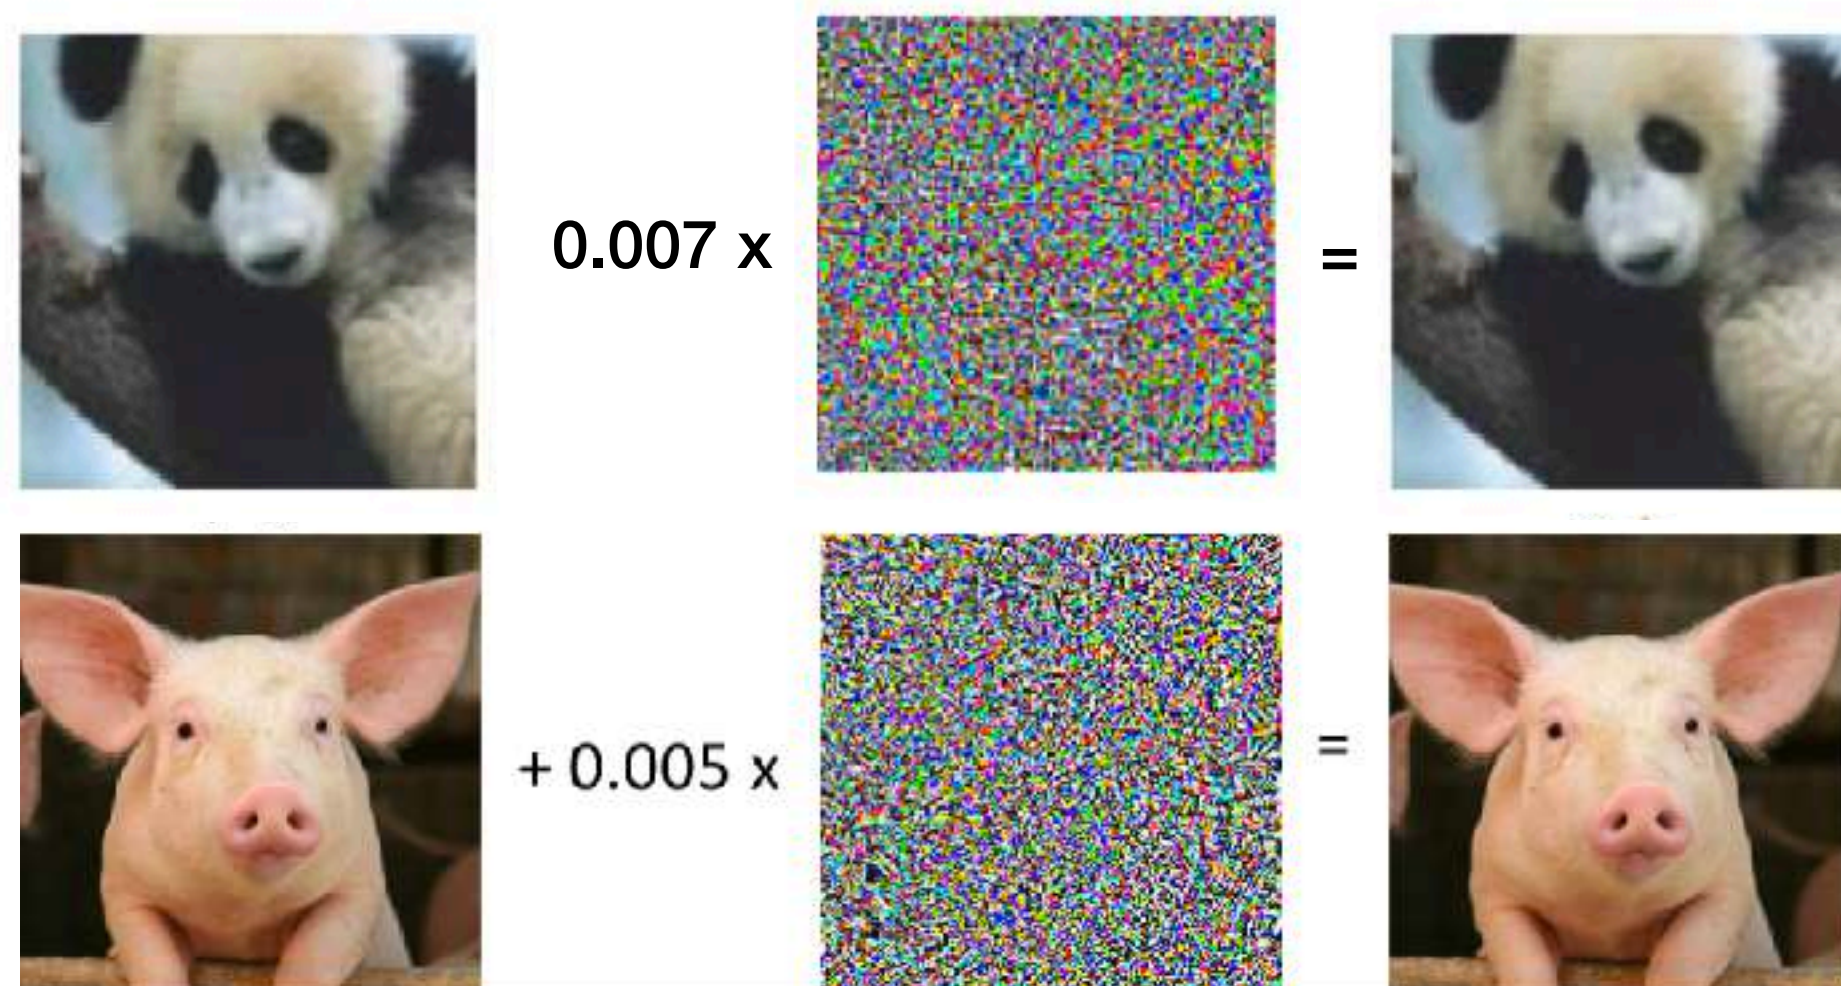 0.007 x
=
+ 0.005 x
=